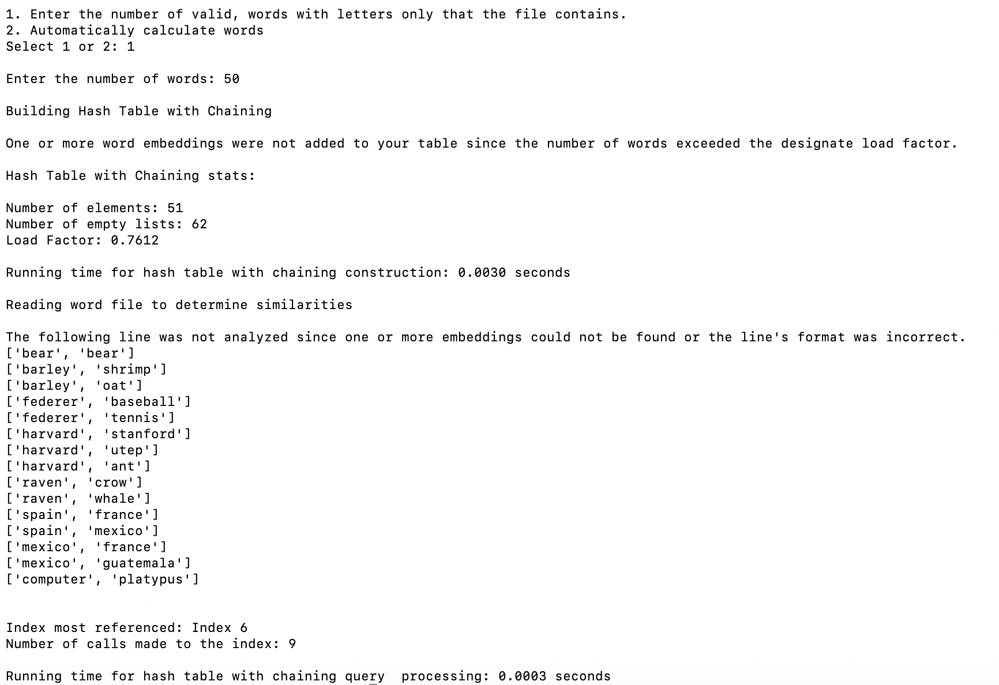 1. Enter the number of valid, words with letters only that the file contains.
2. Automatically calculate words
Select 1 or 2: 1
Enter the number of words: 50
Building Hash Table with Chaining
One or more word embeddings were not added to your table since the number of words exceeded the designate load factor.
Hash Table with Chaining stats:
Number of elements: 51
Number of empty lists: 62
Load Factor: 0.7612
Running time for hash table with chaining construction: 0.0030 seconds
Reading word file to determine similarities
The following line was not analyzed since one or more embeddings could not be found or the line's format was incorrect.
['bear', 'bear']
['barley', 'shrimp']
['barley', 'oat']
['federer', 'baseball']
['federer', 'tennis']
['harvard', 'stanford']
['harvard', 'utep']
['harvard', 'ant']
['raven', 'crow']
['raven', 'whale']
['spain', 'france']
['spain', 'mexico']
['mexico', 'france']
['mexico', 'guatemala']
['computer', 'platypus']
Index most referenced: Index 6
Number of calls made to the index: 9
Running time for hash table with chaining query  processing: 0.0003 seconds